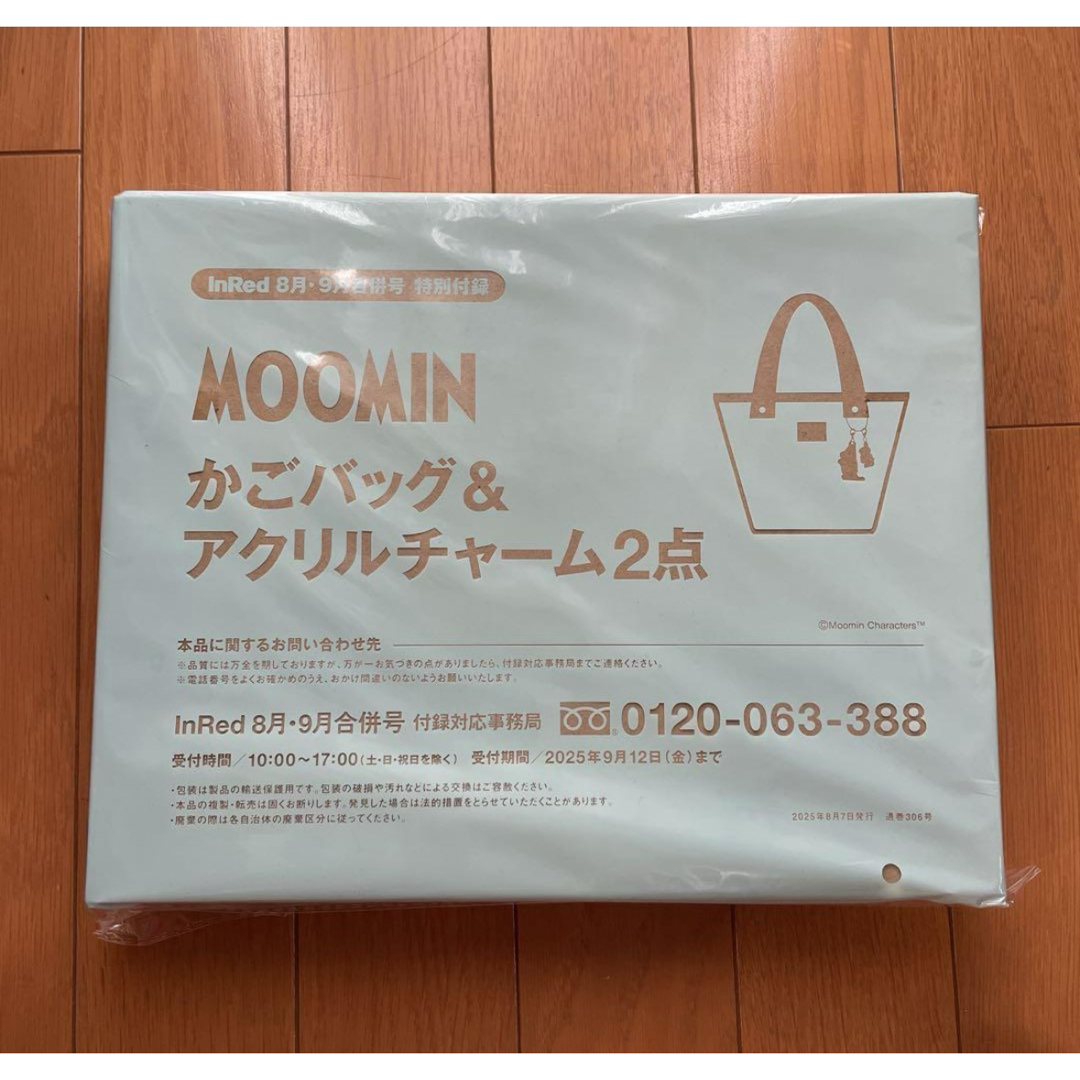 InRed 8月・9月合併号 特別付録
MOOMIN
かごバッグ&
アクリルチャーム2点
©Moomin Characters™
本品に関するお問い合わせ先
※品質には万全を期しておりますが、万が一お気づきの点がありましたら、付録対応事務局までご連絡ください。
※電話番号をよくお確かめのうえ、おかけ間違いのないようお願いいたします。
InRed 8月・9月合併号 付録対応事務局 0120-063-388
受付時間/10:00~17:00(土・日・祝日を除く) 受付期間/2025年9月12日(金)まで
・包装は製品の輸送保護用です。包装の破損や汚れなどによる交換はご容赦ください。
・本品の複製・転売は固くお断りします。発見した場合は法的措置をとらせていただくことがあります。
・廃棄の際は各自治体の廃棄区分に従ってください。
2025年8月7日発行 通巻306号